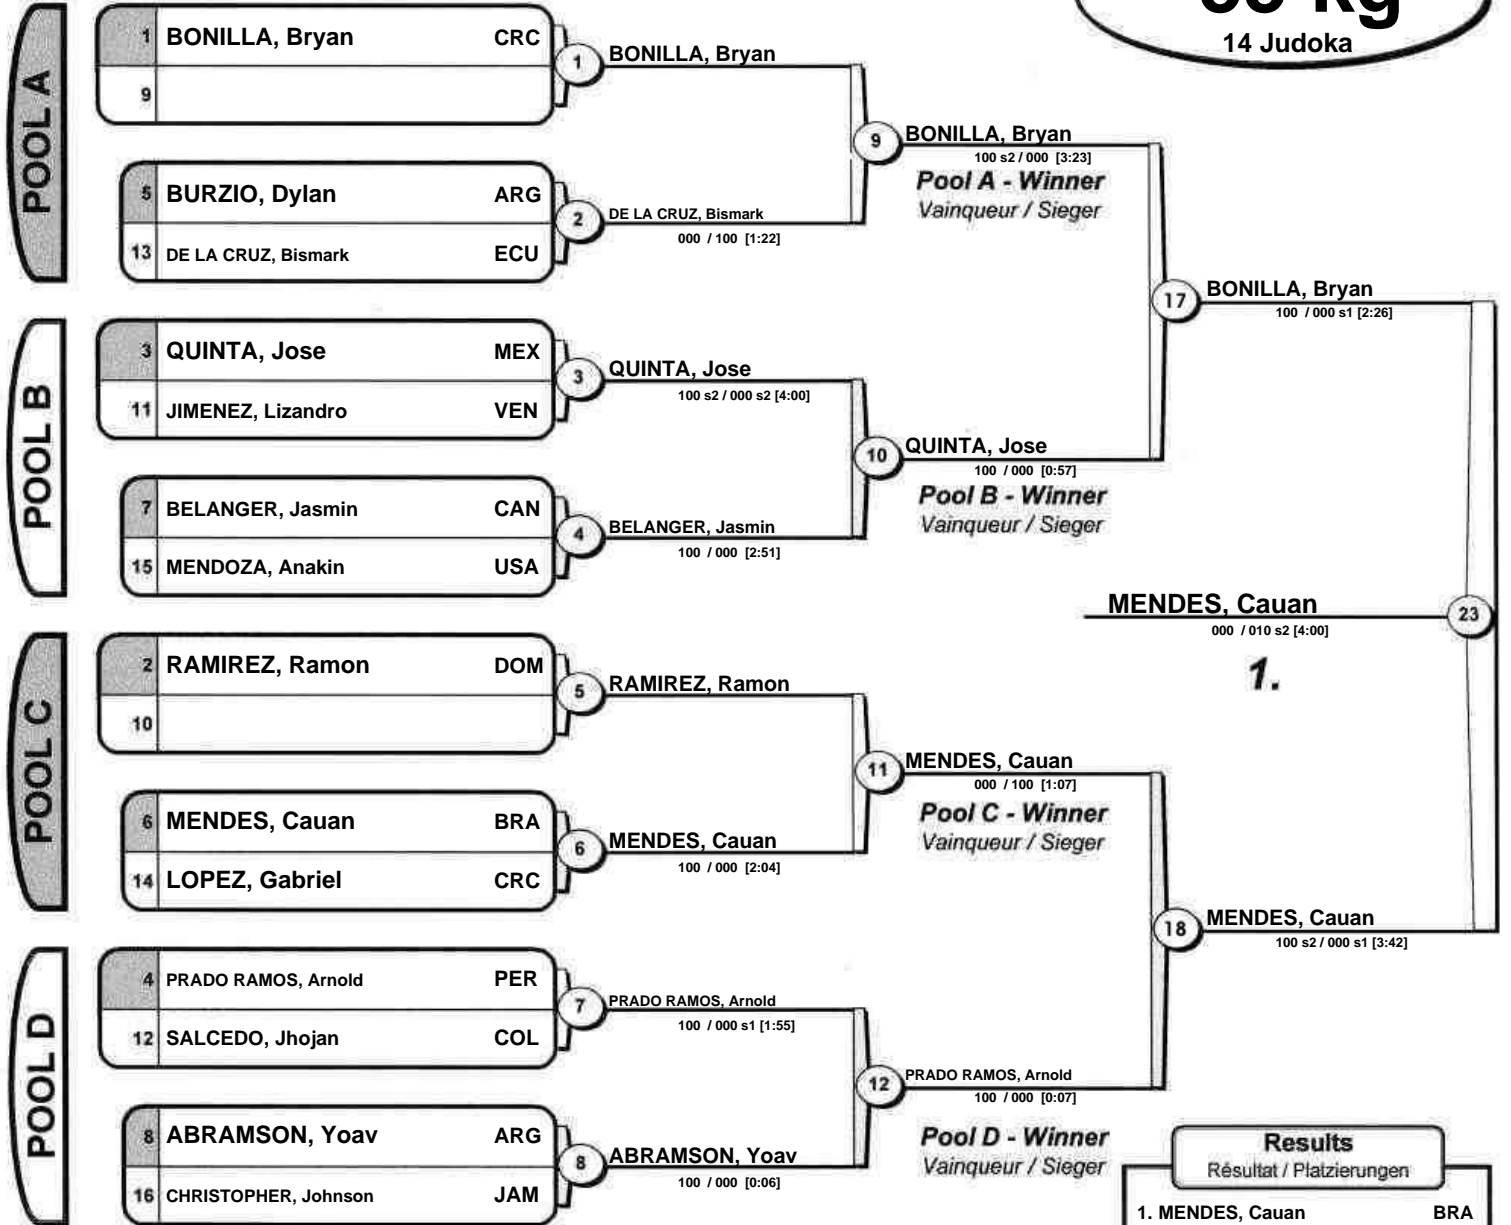 14 Judoka
POOL A
1 BONILLA, Bryan CRC
9
1
BONILLA, Bryan
5 BURZIO, Dylan ARG
13 DE LA CRUZ, Bismark ECU
2
DE LA CRUZ, Bismark
000 / 100 [1:22]
9
BONILLA, Bryan
100 s2 / 000 [3:23]
Pool A - Winner
Vainqueur / Sieger
POOL B
3 QUINTA, Jose MEX
11 JIMENEZ, Lizandro VEN
3
QUINTA, Jose
100 s2 / 000 s2 [4:00]
7 BELANGER, Jasmin CAN
15 MENDOZA, Anakin USA
4
BELANGER, Jasmin
100 / 000 [2:51]
10
QUINTA, Jose
100 / 000 [0:57]
Pool B - Winner
Vainqueur / Sieger
17
BONILLA, Bryan
100 / 000 s1 [2:26]
MENDES, Cauan
23
000 / 010 s2 [4:00]
1.
POOL C
2 RAMIREZ, Ramon DOM
10
5
RAMIREZ, Ramon
6 MENDES, Cauan BRA
14 LOPEZ, Gabriel CRC
6
MENDES, Cauan
100 / 000 [2:04]
11
MENDES, Cauan
000 / 100 [1:07]
Pool C - Winner
Vainqueur / Sieger
POOL D
4 PRADO RAMOS, Arnold PER
12 SALCEDO, Jhojan COL
7
PRADO RAMOS, Arnold
100 / 000 s1 [1:55]
8 ABRAMSON, Yoav ARG
16 CHRISTOPHER, Johnson JAM
8
ABRAMSON, Yoav
100 / 000 [0:06]
12
PRADO RAMOS, Arnold
100 / 000 [0:07]
Pool D - Winner
Vainqueur / Sieger
18
MENDES, Cauan
100 s2 / 000 s1 [3:42]
Results
Résultat / Platzierungen
1. MENDES, Cauan BRA